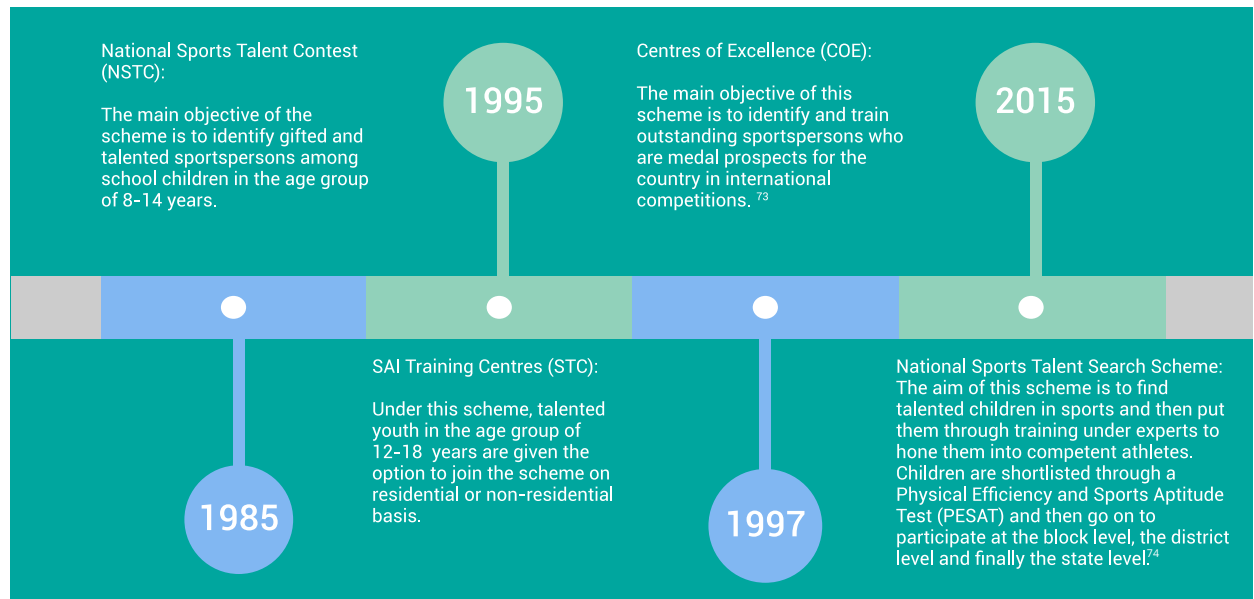 National Sports Talent Contest
(NSTC):
The main objective of the
scheme is to identify gifted and
talented sportspersons among
school children in the age group
of 8-14 years.
1985
1995
SAI Training Centres (STC):
Under this scheme, talented
youth in the age group of
12-18 years are given the
option to join the scheme on
residential or non-residential
basis.
Centres of Excellence (COE):
The main objective of this
scheme is to identify and train
outstanding sportspersons who
are medal prospects for the
country in international
competitions. 73
1997
2015
National Sports Talent Search Scheme:
The aim of this scheme is to find
talented children in sports and then put
them through training under experts to
hone them into competent athletes.
Children are shortlisted through a
Physical Efficiency and Sports Aptitude
Test (PESAT) and then go on to
participate at the block level, the district
level and finally the state level.74